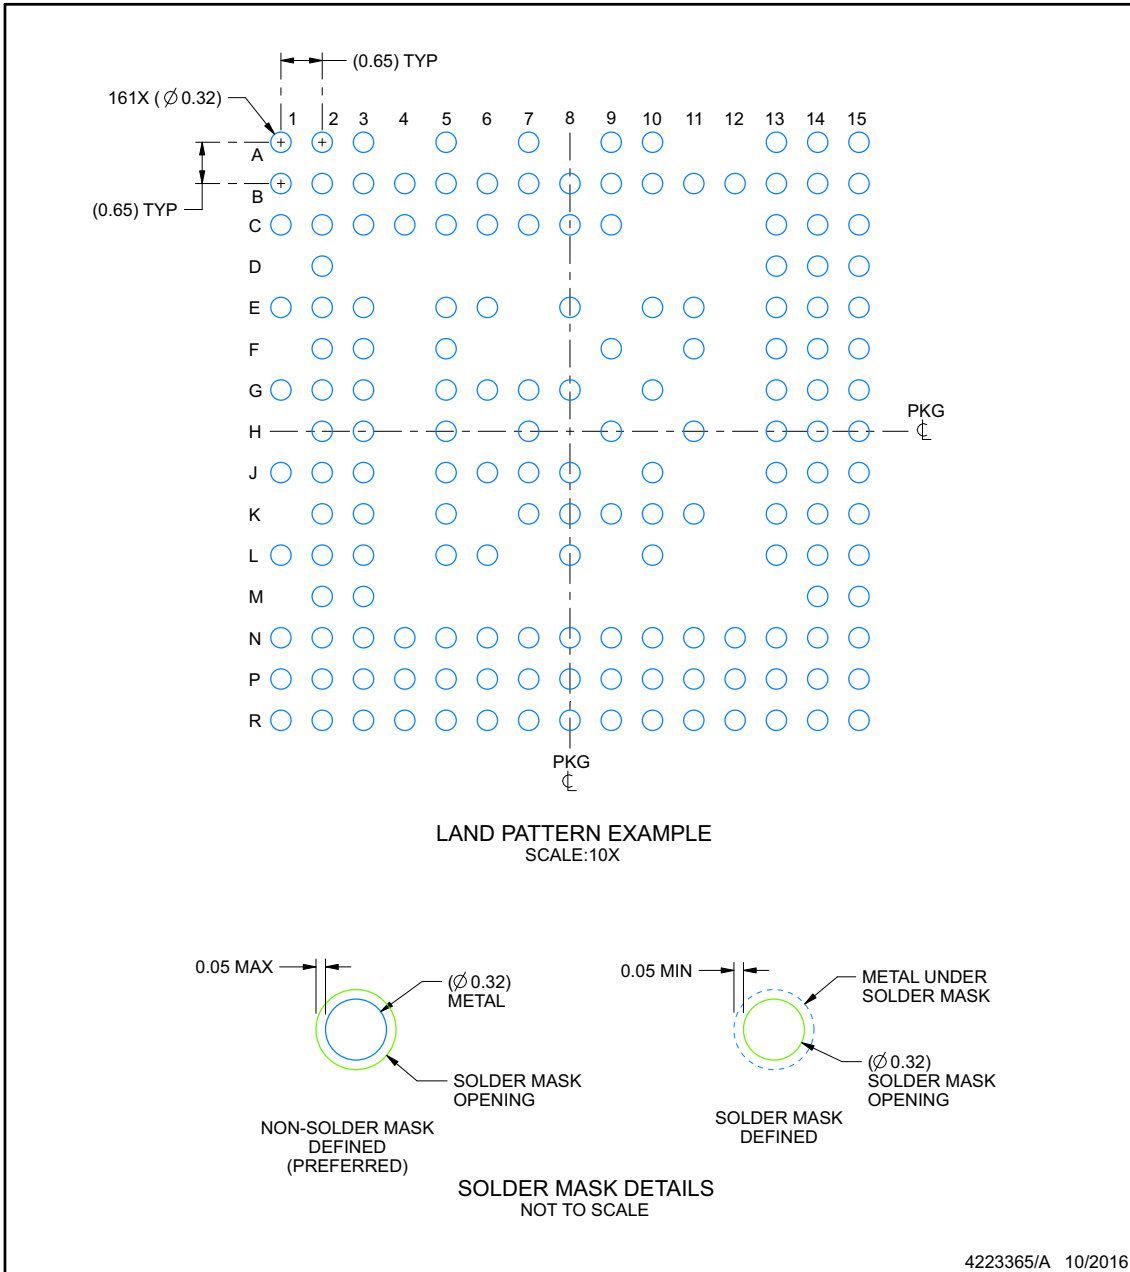 (0.65) TYP
161X ( ∅ 0.32)
1 2 3 4 5 6 7 8 9 10 11 12 13 14 15
A
B
(0.65) TYP
C
D
E
F
G
PKG
H
J
K
L
M
N
P
R
PKG
LAND PATTERN EXAMPLE
SCALE:10X
0.05 MAX
(∅ 0.32)
METAL
SOLDER MASK
OPENING
NON-SOLDER MASK
DEFINED
(PREFERRED)
0.05 MIN
METAL UNDER
SOLDER MASK
(∅ 0.32)
SOLDER MASK
OPENING
SOLDER MASK
DEFINED
SOLDER MASK DETAILS
NOT TO SCALE
4223365/A 10/2016